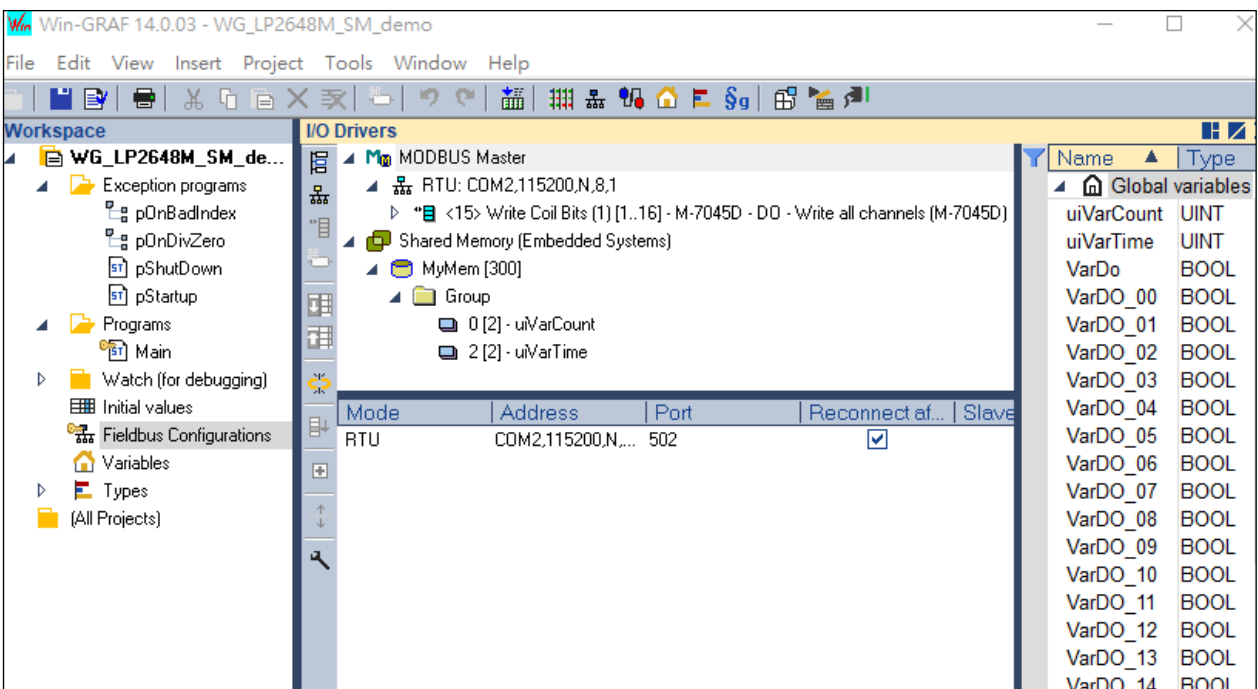 Win-GRAF 14.0.03 - WG_LP2648M_SM_demo
File Edit View Insert Project Tools Window Help
Workspace
WG_LP2648M_SM_de...
Exception programs
pOnBadIndex
pOnDivZero
pShutDown
pStartup
Programs
Main
Watch (for debugging)
Initial values
Fieldbus Configurations
Variables
Types
(All Projects)
I/O Drivers
MODBUS Master
RTU: COM2,115200,N,8,1
<15> Write Coil Bits (1) [1..16] - M-7045D - DO - Write all channels (M-7045D)
Shared Memory (Embedded Systems)
MyMem [300]
Group
0 [2] - uiVarCount
2 [2] - uiVarTime
Mode Address Port Reconnect af... Slave
RTU COM2,115200,N,... 502
Name Type
Global variables
uiVarCount UINT
uiVarTime UINT
VarDo BOOL
VarDO_00 BOOL
VarDO_01 BOOL
VarDO_02 BOOL
VarDO_03 BOOL
VarDO_04 BOOL
VarDO_05 BOOL
VarDO_06 BOOL
VarDO_07 BOOL
VarDO_08 BOOL
VarDO_09 BOOL
VarDO_10 BOOL
VarDO_11 BOOL
VarDO_12 BOOL
VarDO_13 BOOL
VarDO_14 BOOL